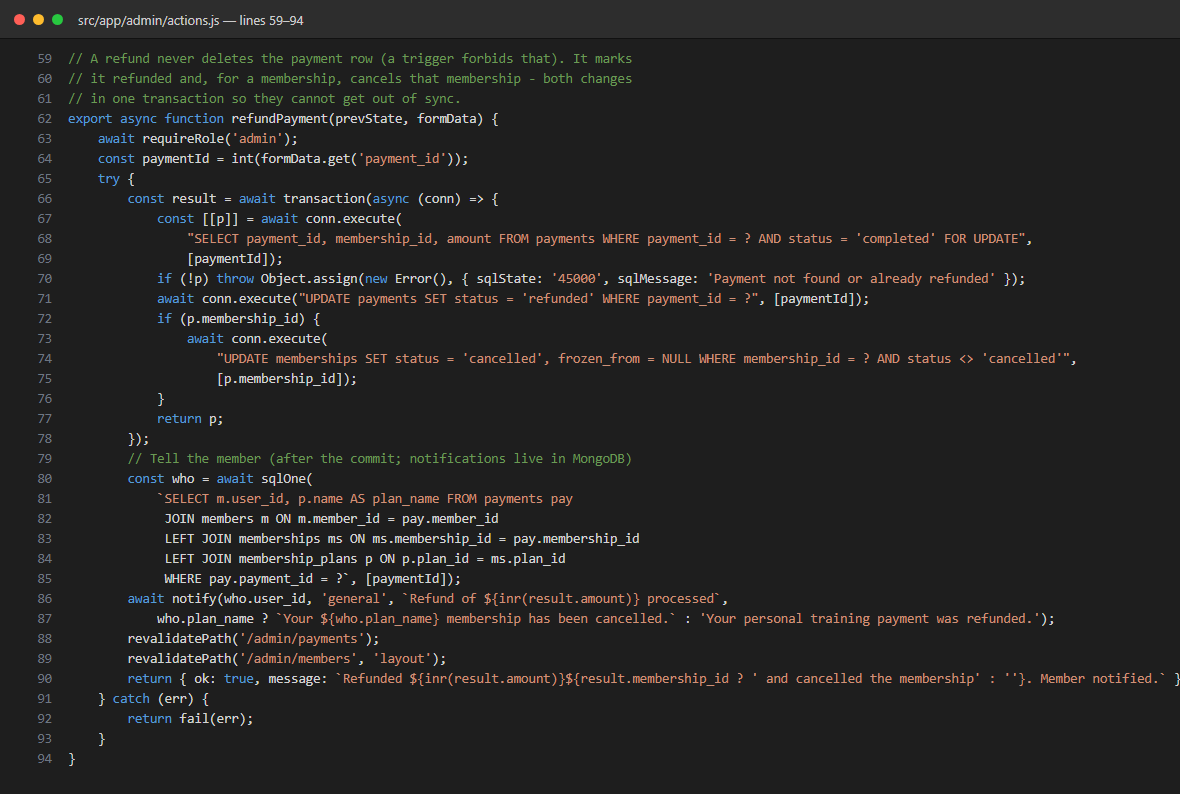 src/app/admin/actions.js — lines 59–94
59 // A refund never deletes the payment row (a trigger forbids that). It marks
60 // it refunded and, for a membership, cancels that membership - both changes
61 // in one transaction so they cannot get out of sync.
62 export async function refundPayment(prevState, formData) {
63     await requireRole('admin');
64     const paymentId = int(formData.get('payment_id'));
65     try {
66         const result = await transaction(async (conn) => {
67             const [[p]] = await conn.execute(
68                 "SELECT payment_id, membership_id, amount FROM payments WHERE payment_id = ? AND status = 'completed' FOR UPDATE",
69                 [paymentId]);
70             if (!p) throw Object.assign(new Error(), { sqlState: '45000', sqlMessage: 'Payment not found or already refunded' });
71             await conn.execute("UPDATE payments SET status = 'refunded' WHERE payment_id = ?", [paymentId]);
72             if (p.membership_id) {
73                 await conn.execute(
74                     "UPDATE memberships SET status = 'cancelled', frozen_from = NULL WHERE membership_id = ? AND status <> 'cancelled'",
75                     [p.membership_id]);
76             }
77             return p;
78         });
79         // Tell the member (after the commit; notifications live in MongoDB)
80         const who = await sqlOne(
81             `SELECT m.user_id, p.name AS plan_name FROM payments pay
82              JOIN members m ON m.member_id = pay.member_id
83              LEFT JOIN memberships ms ON ms.membership_id = pay.membership_id
84              LEFT JOIN membership_plans p ON p.plan_id = ms.plan_id
85              WHERE pay.payment_id = ?`, [paymentId]);
86         await notify(who.user_id, 'general', `Refund of ${inr(result.amount)} processed`,
87             who.plan_name ? `Your ${who.plan_name} membership has been cancelled.` : 'Your personal training payment was refunded.');
88         revalidatePath('/admin/payments');
89         revalidatePath('/admin/members', 'layout');
90         return { ok: true, message: `Refunded ${inr(result.amount)}${result.membership_id ? ' and cancelled the membership' : ''}. Member notified.` }
91     } catch (err) {
92         return fail(err);
93     }
94 }